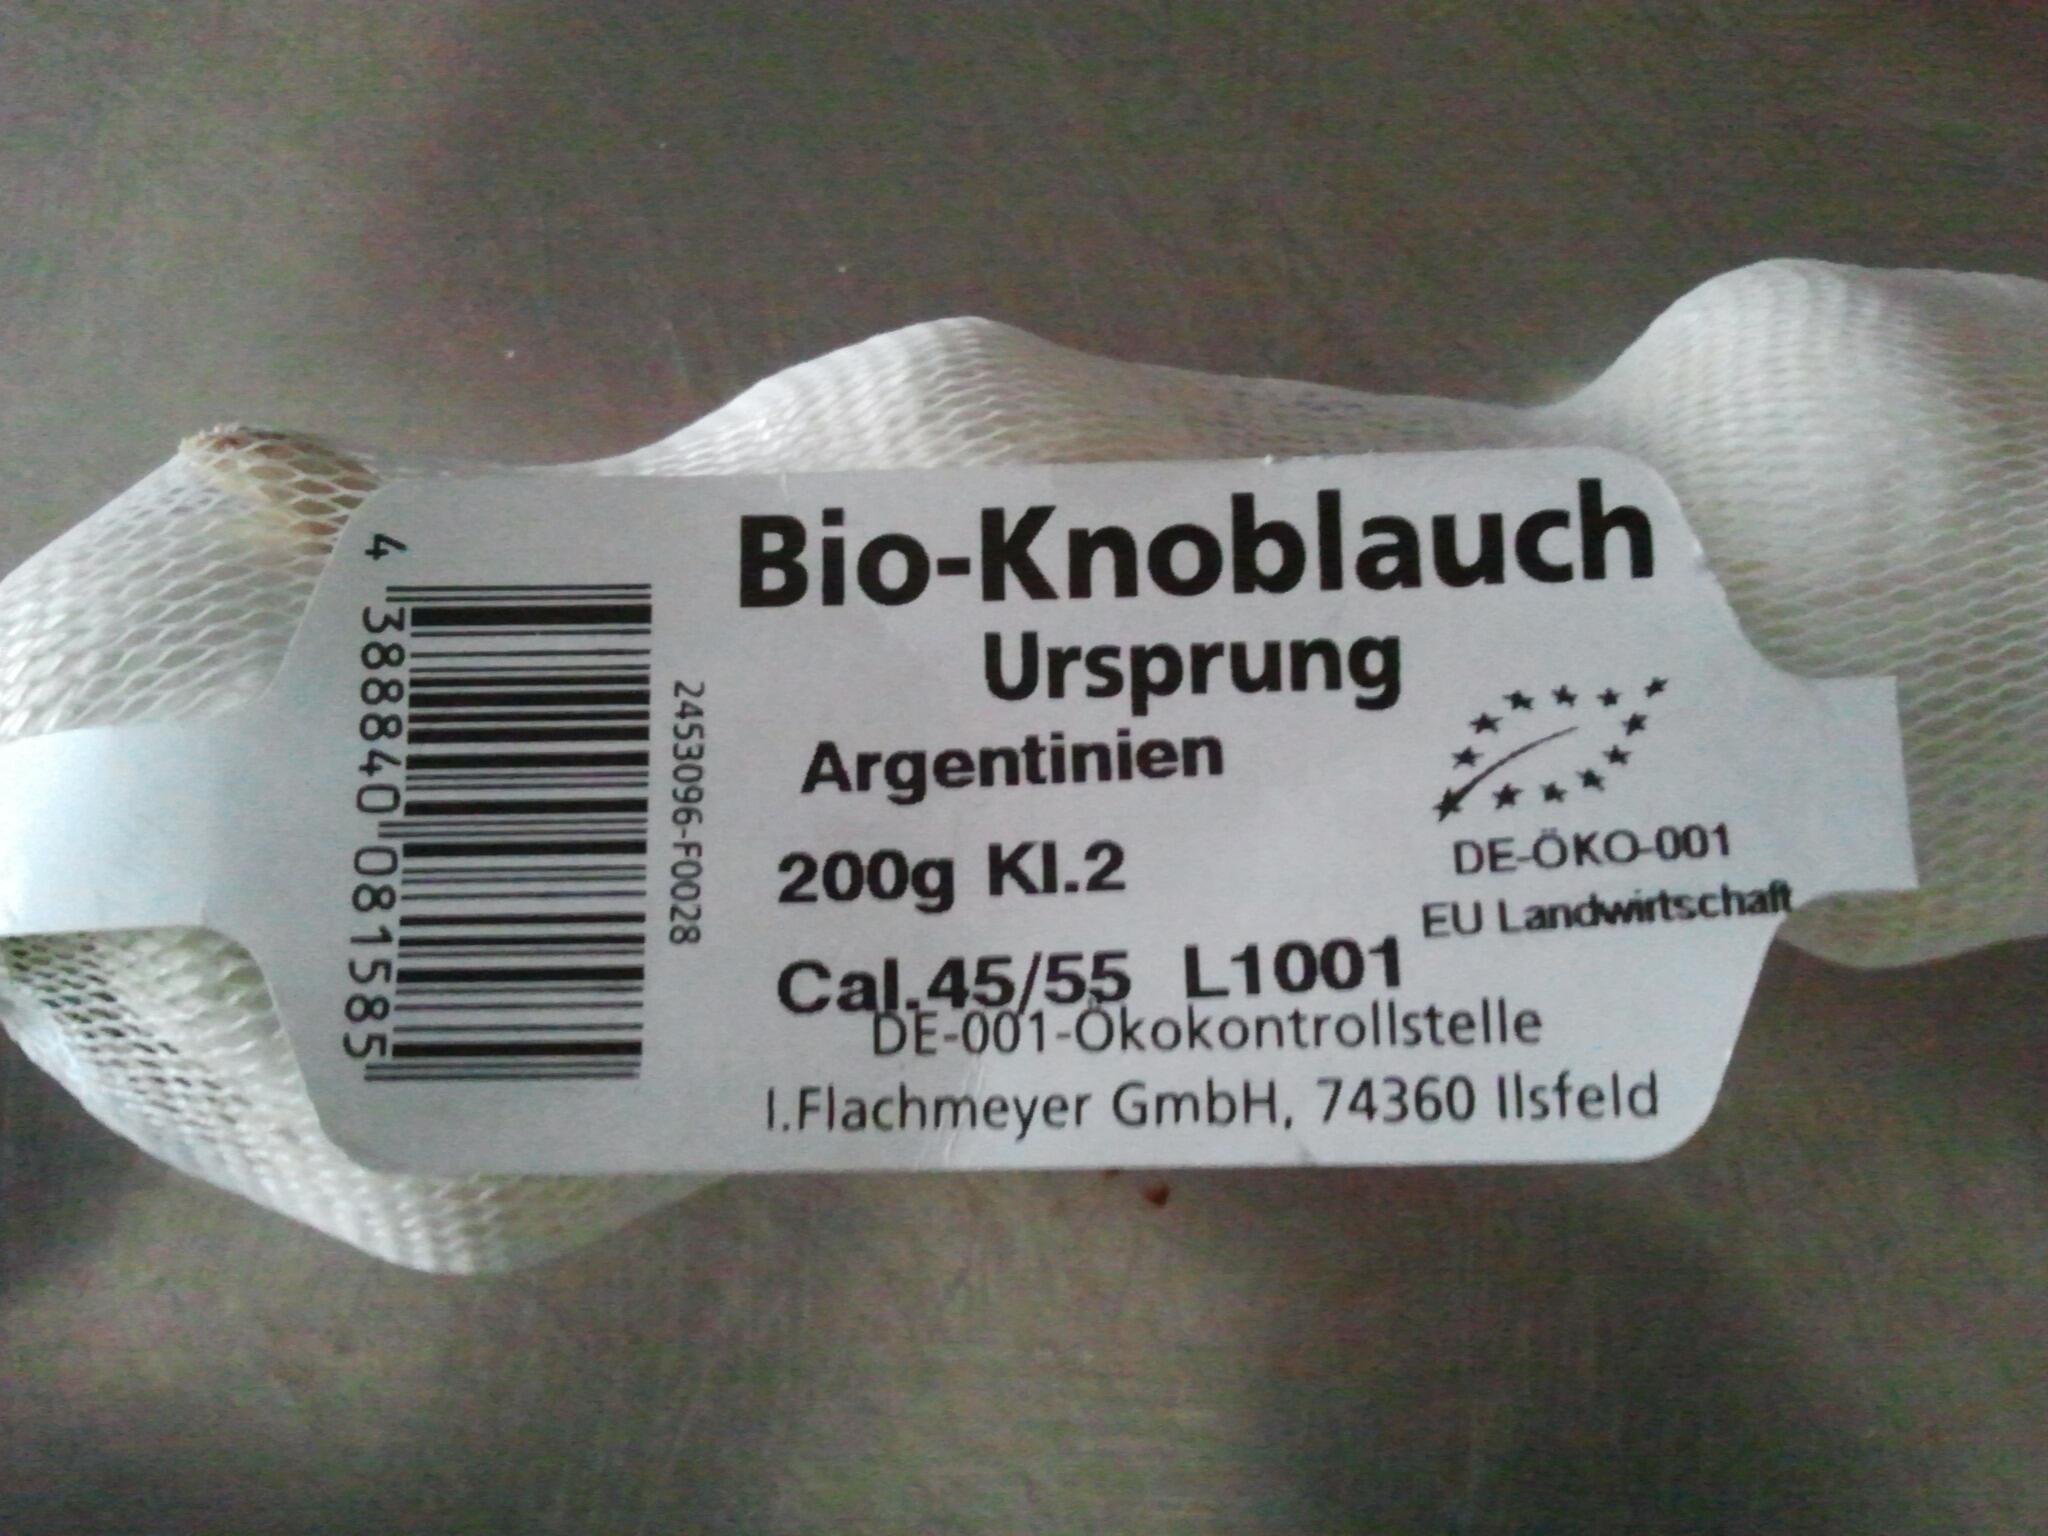 Bio-Knoblauch
Ursprung
Argentinien
200g Kl.2
Cal.45/55 L1001
DE-ÖKO-001
EU Landwirtschaft
DE-001-Ökokontrollstelle
I.Flachmeyer GmbH, 74360 Ilsfeld
4 388840 081585
2453096-F0028